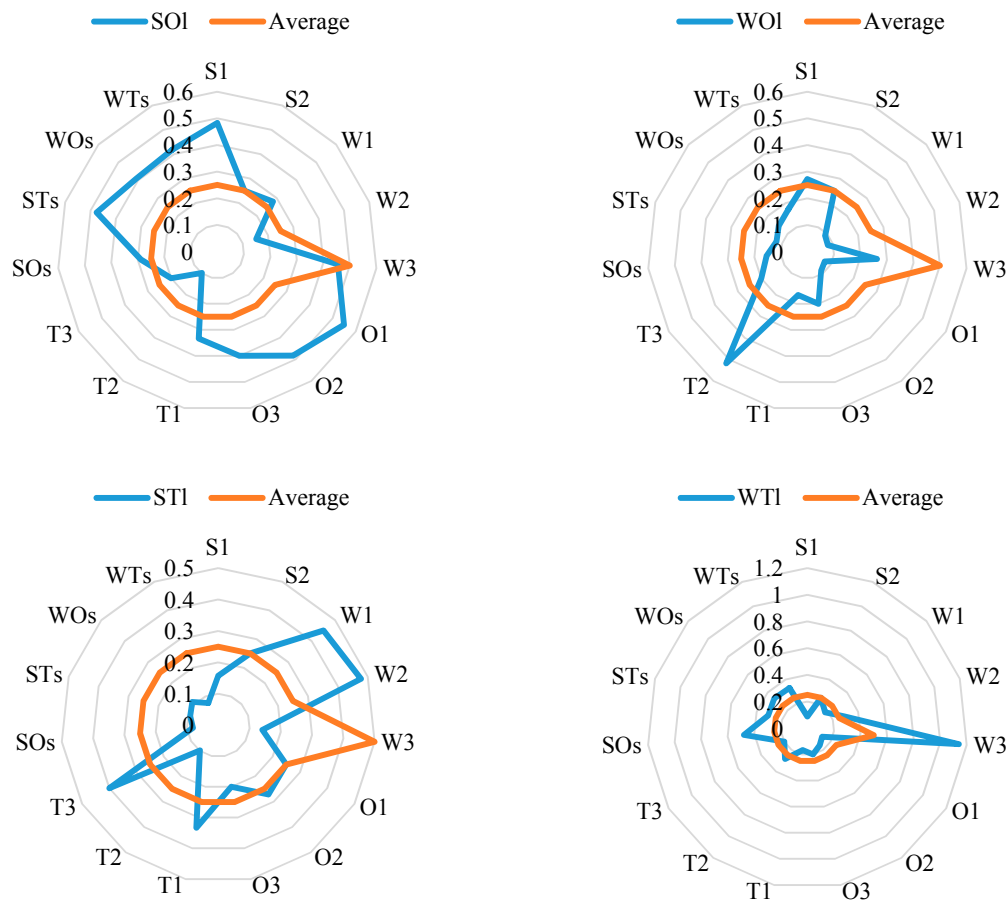 SOl Average
S1
S2
W1
W2
W3
O1
O2
O3
T1
T2
T3
SOs
STs
WOs
WTs
0.6
0.5
0.4
0.3
0.2
0.1
0
WOl Average
S1
S2
W1
W2
W3
O1
O2
O3
T1
T2
T3
SOs
STs
WOs
WTs
0.6
0.5
0.4
0.3
0.2
0.1
0
STl Average
S1
S2
W1
W2
W3
O1
O2
O3
T1
T2
T3
SOs
STs
WOs
WTs
0.5
0.4
0.3
0.2
0.1
0
WTl Average
S1
S2
W1
W2
W3
O1
O2
O3
T1
T2
T3
SOs
STs
WOs
WTs
1.2
1
0.8
0.6
0.4
0.2
0